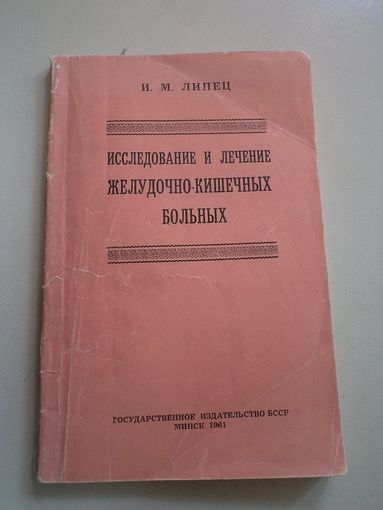 И. М. ЛИПЕЦ
ИССЛЕДОВАНИЕ И ЛЕЧЕНИЕ
ЖЕЛУДОЧНО-КИШЕЧНЫХ
БОЛЬНЫХ
ГОСУДАРСТВЕННОЕ ИЗДАТЕЛЬСТВО БССР
МИНСК 1961